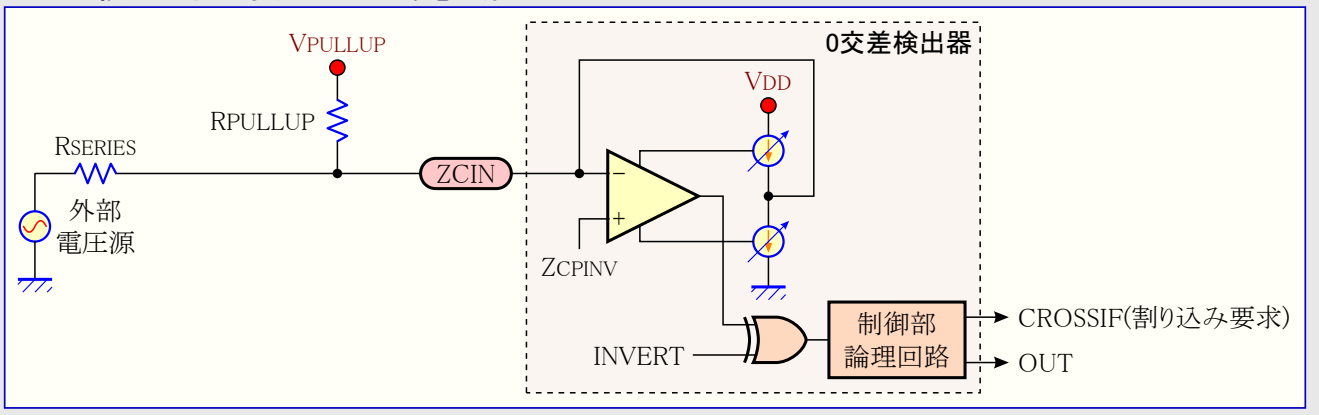 VPULLUP
0交差検出器
VDD
RPULLUP
RSERIES
ZCIN
外部
電圧源
−
+
ZCPINV
INVERT
制御部
論理回路
CROSSIF(割り込み要求)
OUT